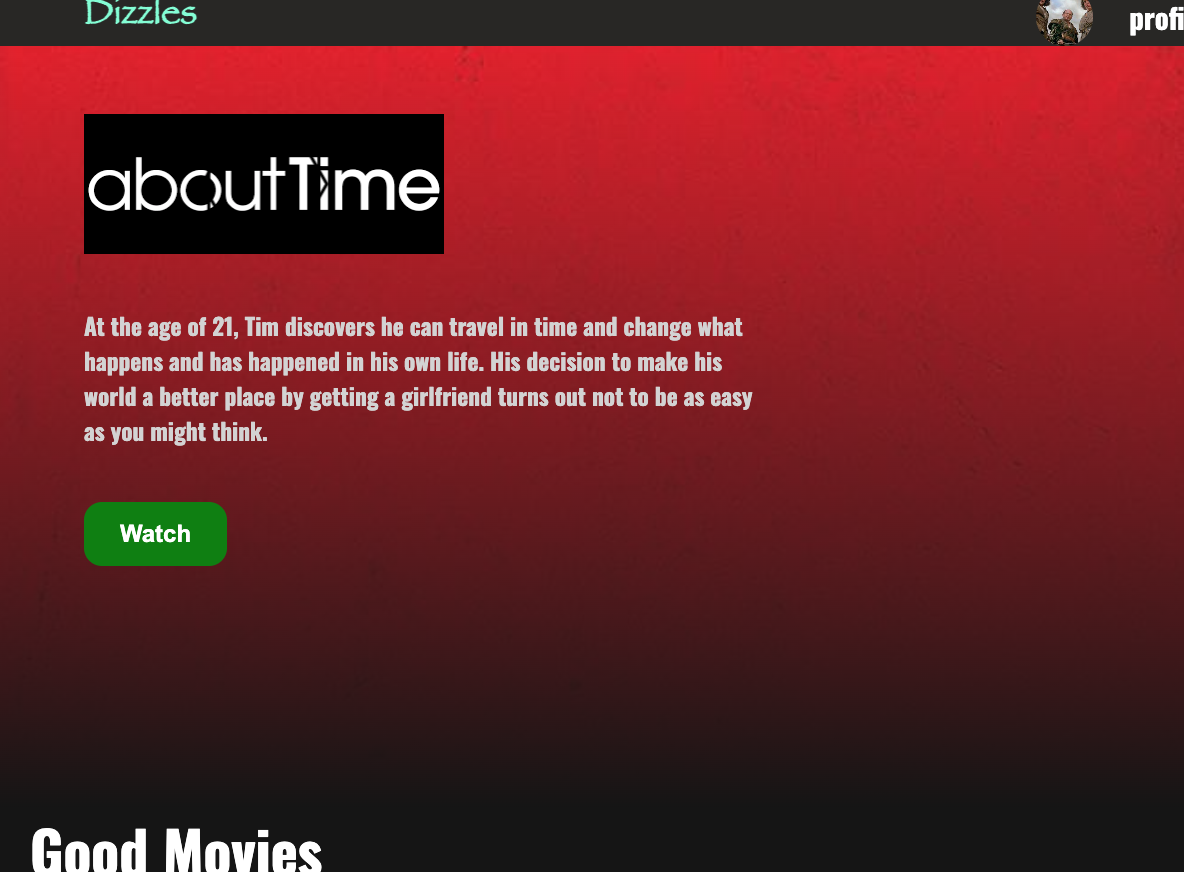 Dizzles
aboutTime
At the age of 21, Tim discovers he can travel in time and change what
happens and has happened in his own life. His decision to make his
world a better place by getting a girlfriend turns out not to be as easy
as you might think.
Watch
Good Movies